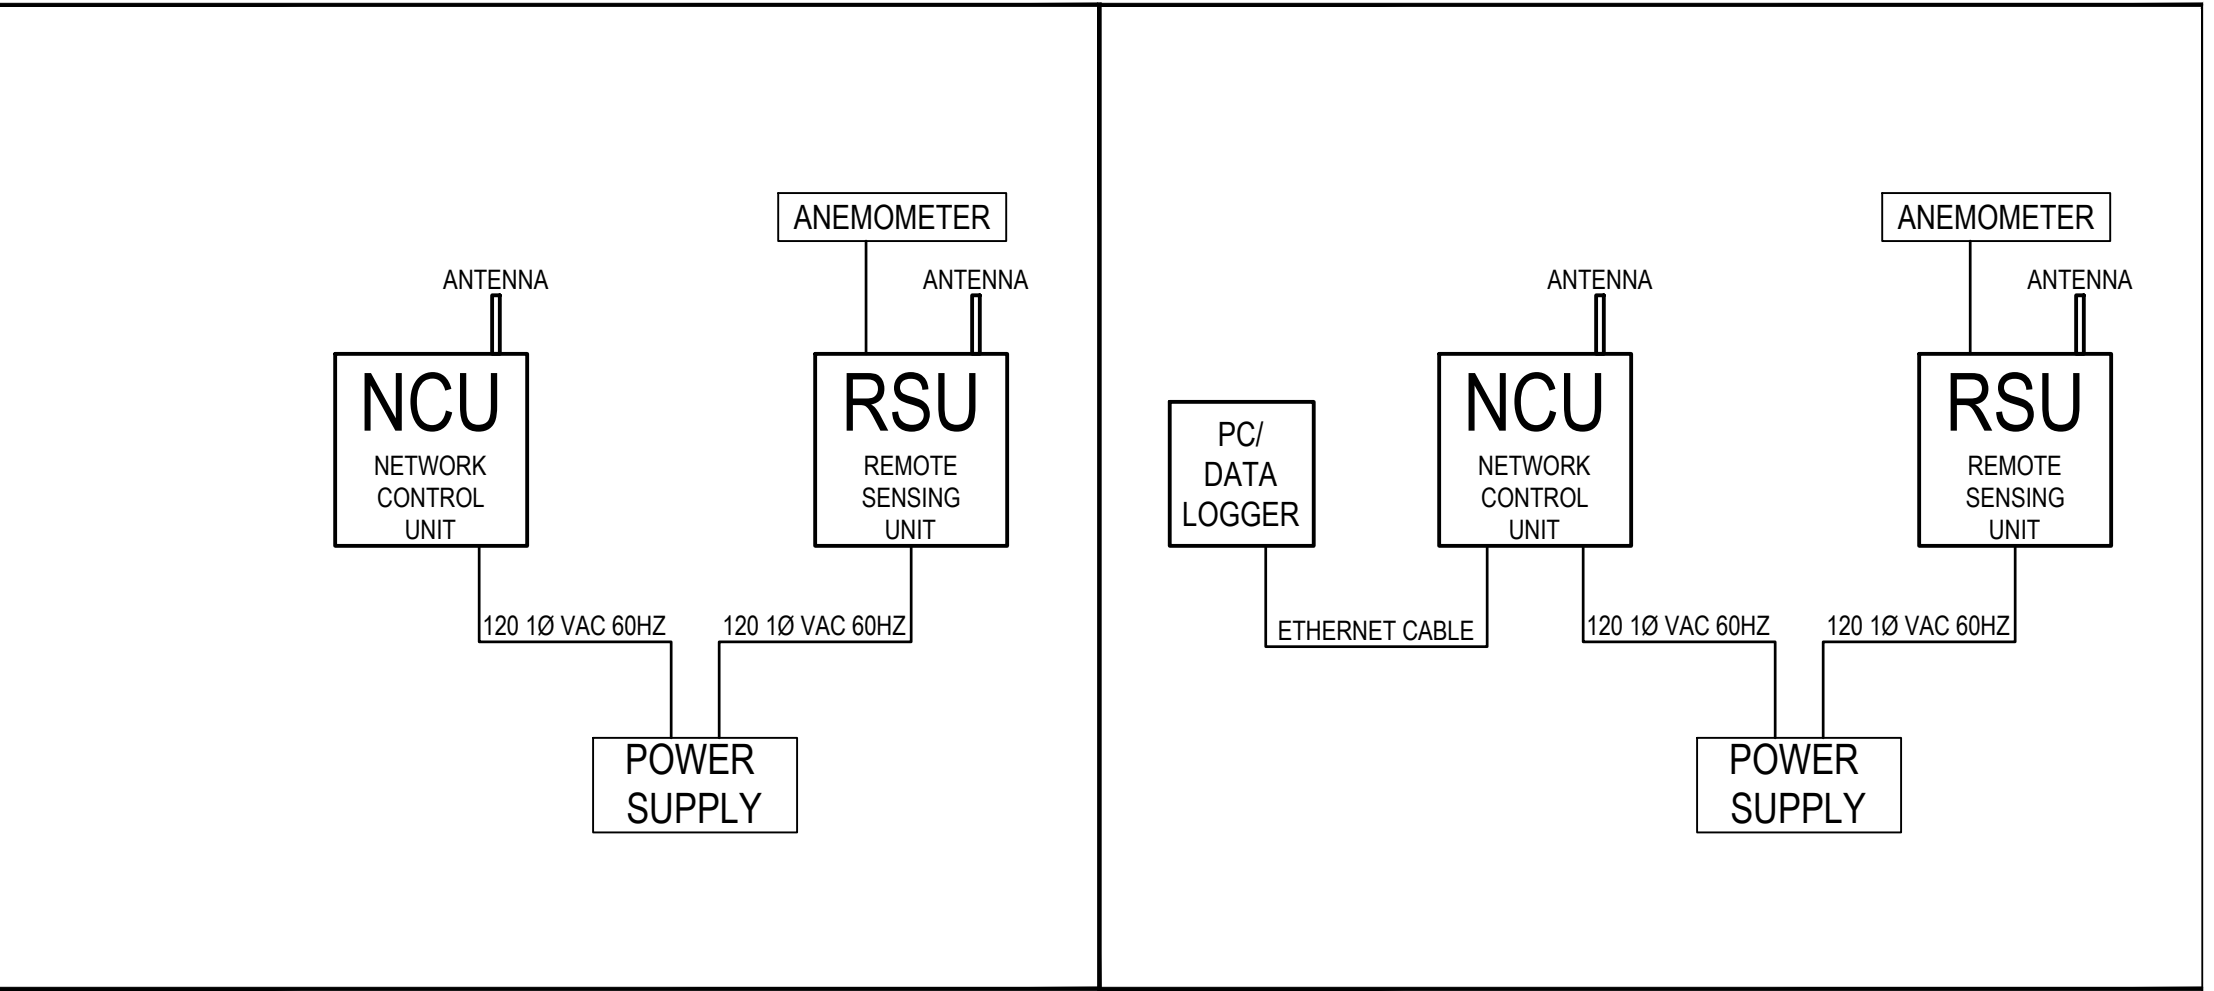 ANEMOMETER
ANTENNA
ANTENNA
NCU
NETWORK
CONTROL
UNIT
RSU
REMOTE
SENSING
UNIT
120 1Ø VAC 60HZ
120 1Ø VAC 60HZ
POWER
SUPPLY
ANEMOMETER
ANTENNA
ANTENNA
PC/
DATA
LOGGER
NCU
NETWORK
CONTROL
UNIT
RSU
REMOTE
SENSING
UNIT
ETHERNET CABLE
120 1Ø VAC 60HZ
120 1Ø VAC 60HZ
POWER
SUPPLY